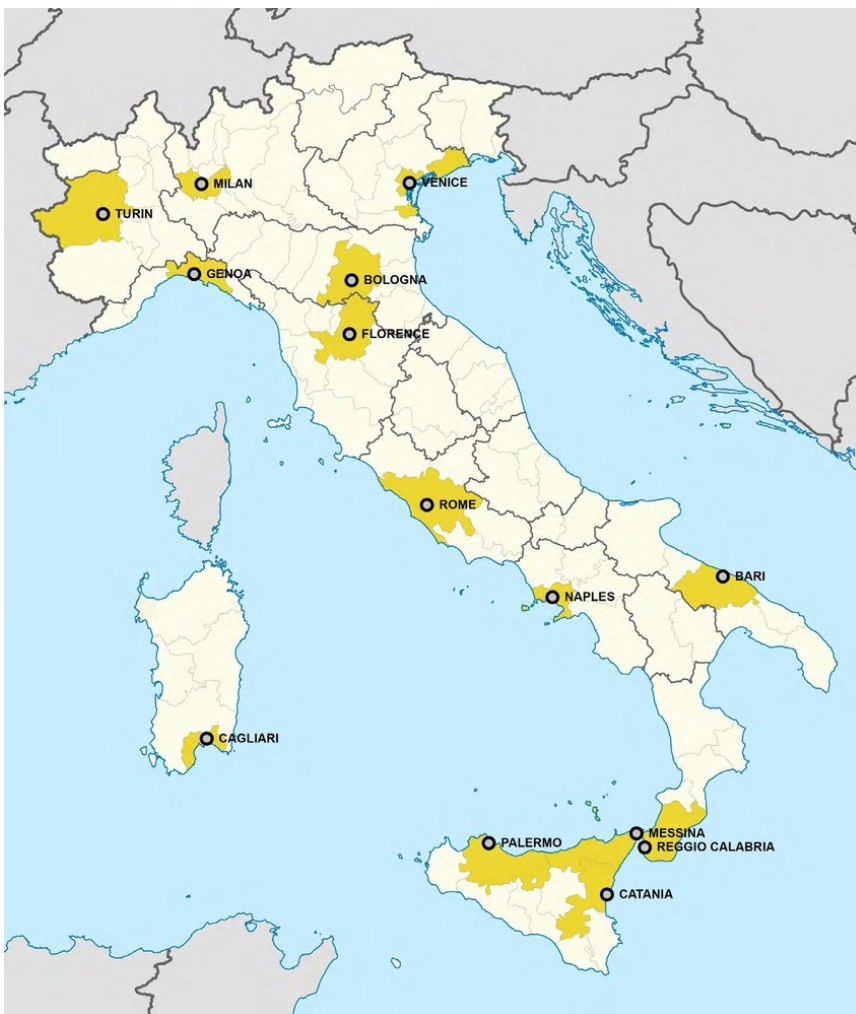 MILAN
VENICE
TURIN
GENOA
BOLOGNA
FLORENCE
ROME
BARI
NAPLES
CAGLIARI
MESSINA
PALERMO
REGGIO CALABRIA
CATANIA